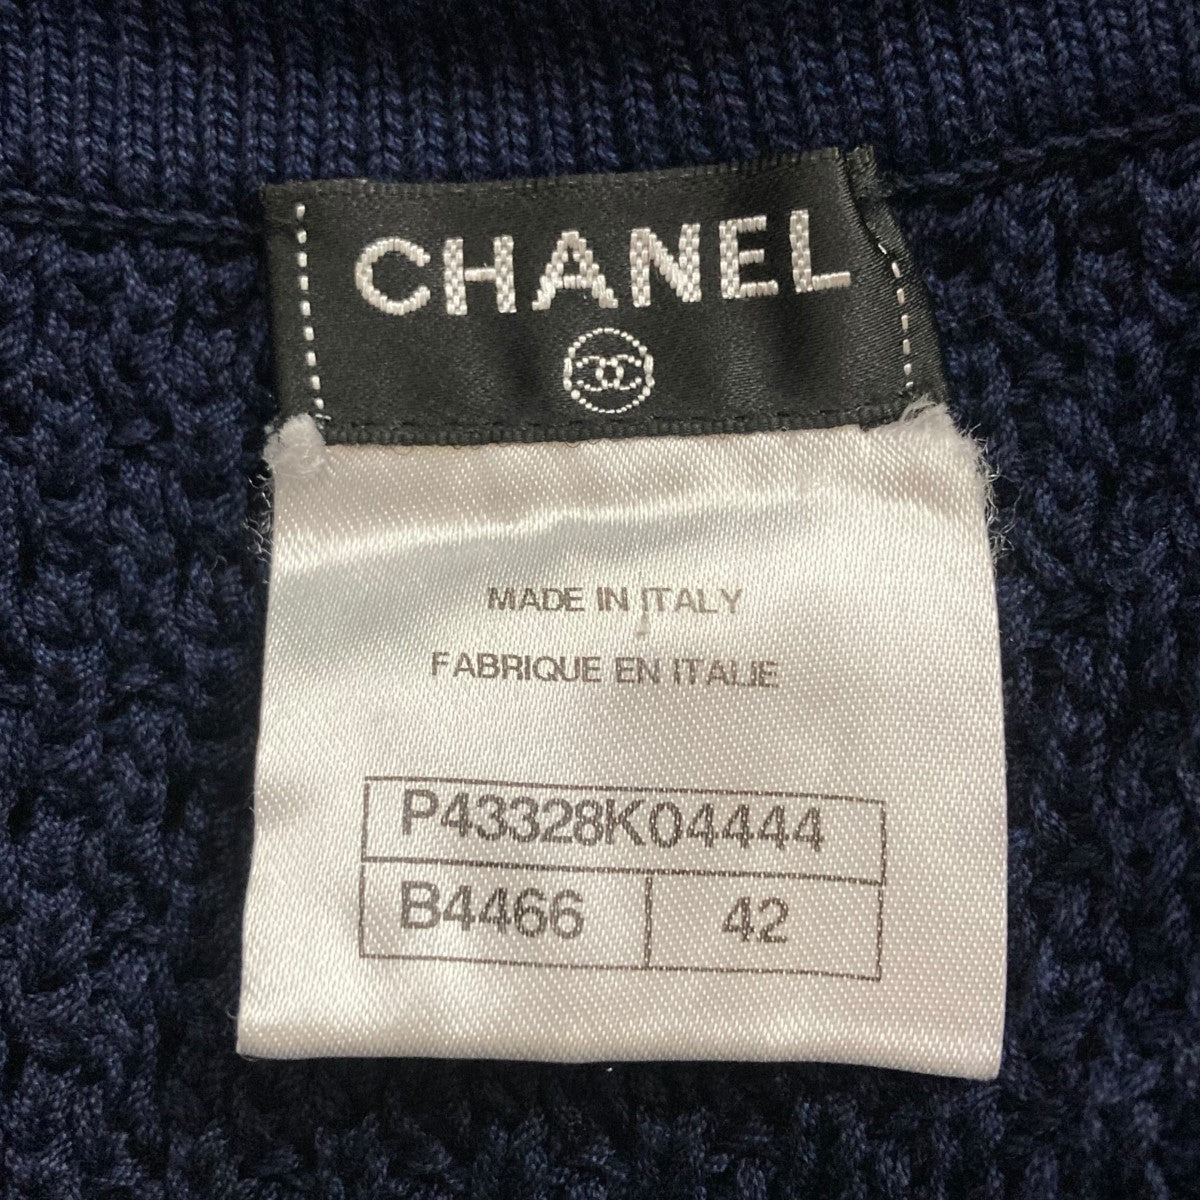 CHANEL
MADE IN ITALY
FABRIQUE EN ITALIE
P43328K04444
B4466 42